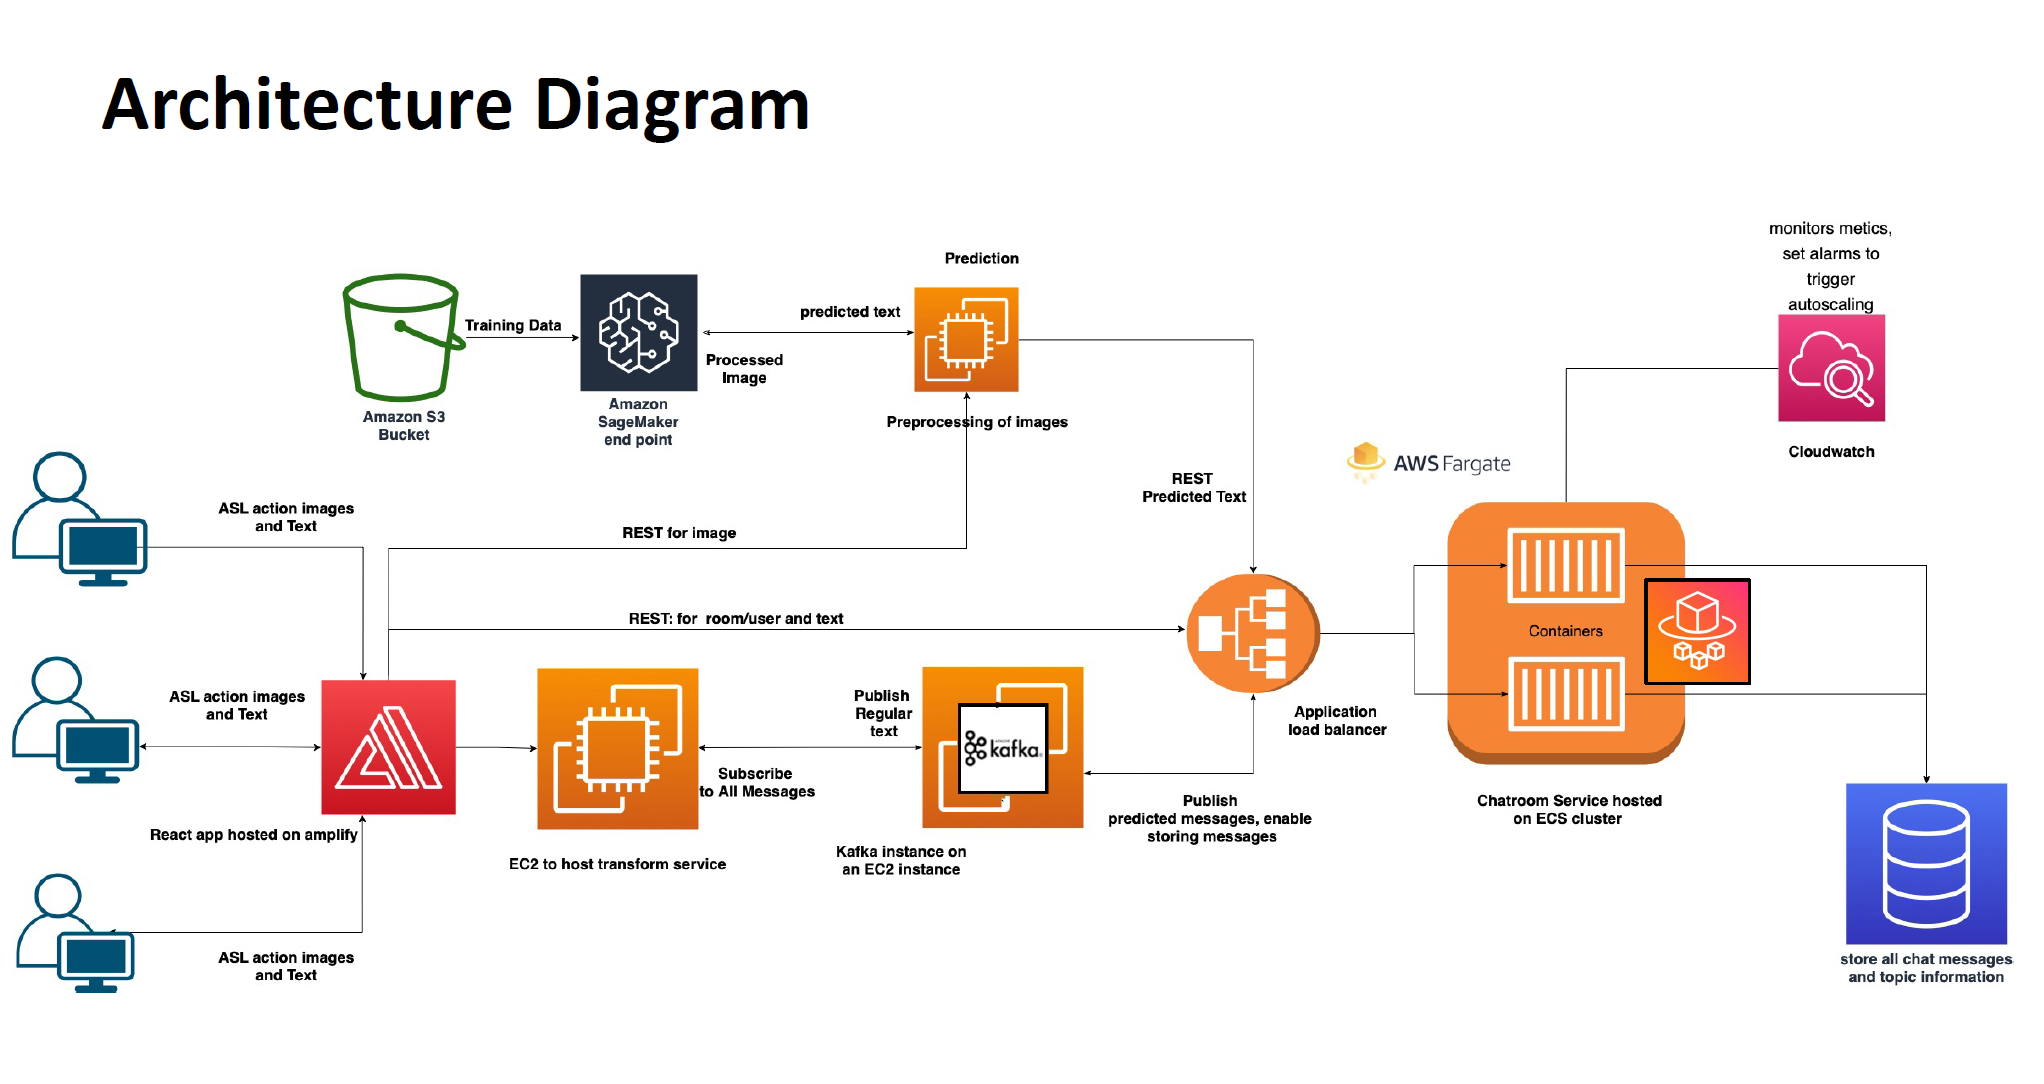 Architecture Diagram
monitors metics,
set alarms to
trigger
autoscaling
Cloudwatch
Prediction
Training Data
predicted text
Processed
Image
Amazon S3
Bucket
Amazon
SageMaker
end point
Preprocessing of images
AWS Fargate
REST
Predicted Text
ASL action images
and Text
REST for image
REST: for room/user and text
Containers
ASL action images
and Text
Publish
Regular
text
kafka
Subscribe
to All Messages
Application
load balancer
React app hosted on amplify
EC2 to host transform service
Kafka instance on
an EC2 instance
Publish
predicted messages, enable
storing messages
Chatroom Service hosted
on ECS cluster
ASL action images
and Text
store all chat messages
and topic information